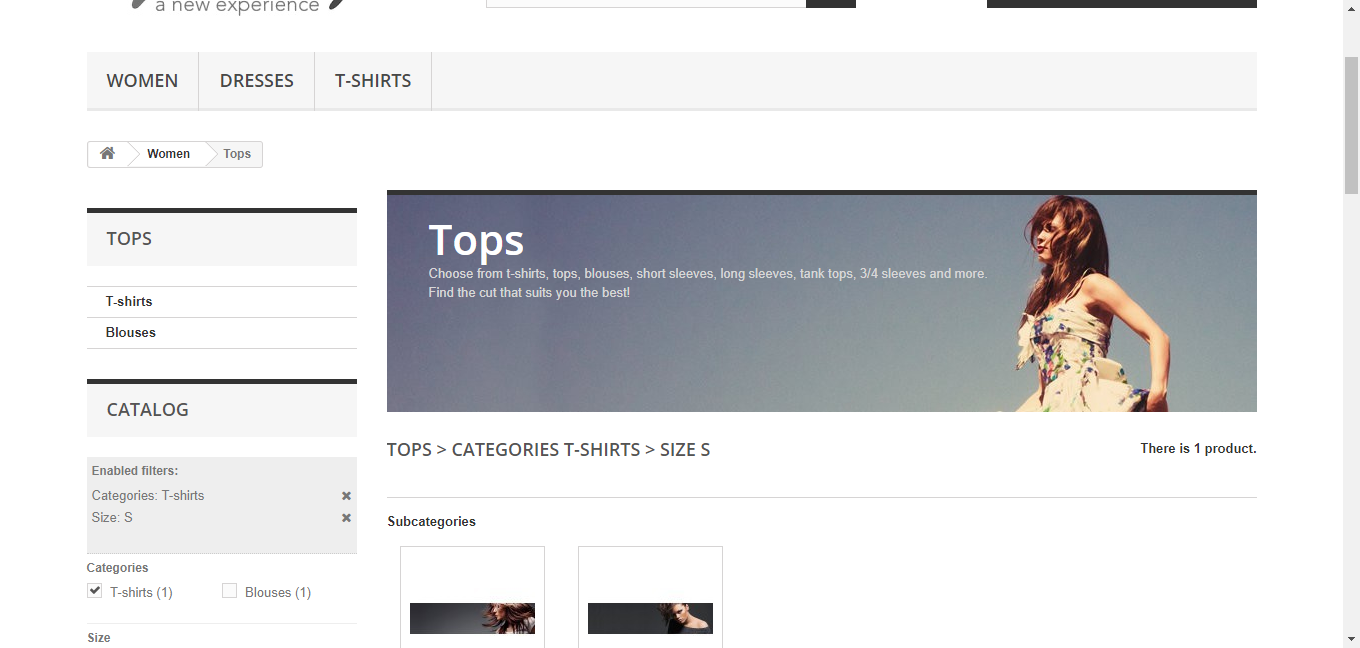 a new experience
WOMEN
DRESSES
T-SHIRTS
Women
Tops
TOPS
T-shirts
Blouses
CATALOG
Enabled filters:
Categories: T-shirts
Size: S
Categories
T-shirts (1)
Blouses (1)
Size
Tops
Choose from t-shirts, tops, blouses, short sleeves, long sleeves, tank tops, 3/4 sleeves and more.
Find the cut that suits you the best!
TOPS > CATEGORIES T-SHIRTS > SIZE S
There is 1 product.
Subcategories